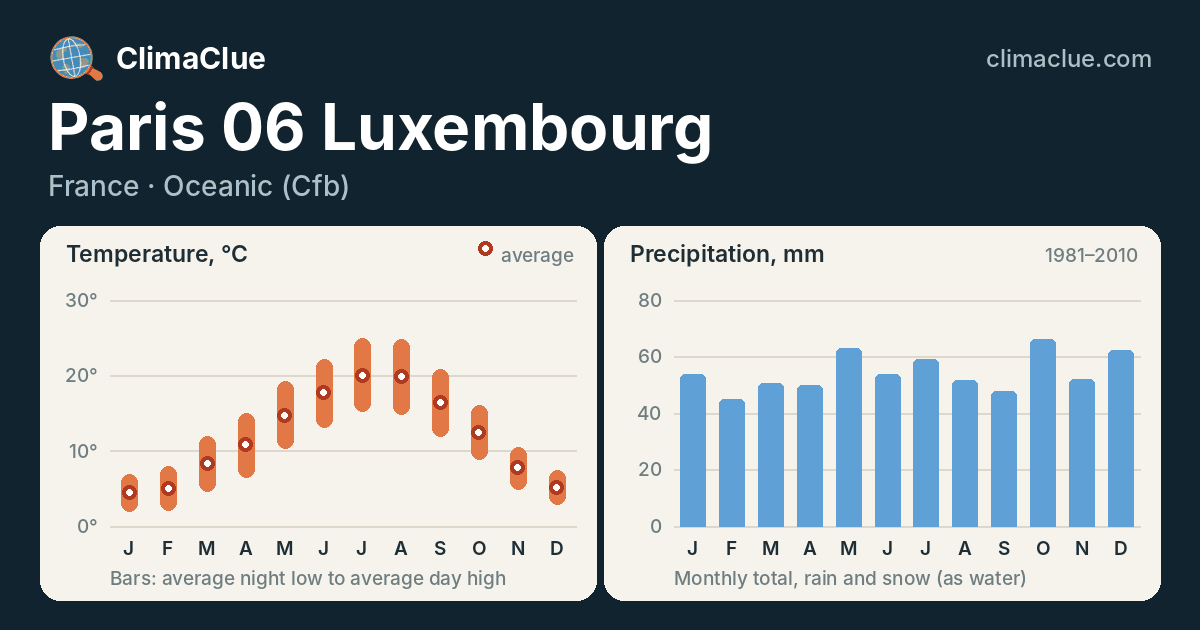 ClimaClue
climaclue.com
Paris 06 Luxembourg
France · Oceanic (Cfb)
Temperature, °C
average
30°
20°
10°
0°
J F M A M J J A S O N D
Bars: average night low to average day high
Precipitation, mm
1981–2010
80
60
40
20
0
J F M A M J J A S O N D
Monthly total, rain and snow (as water)